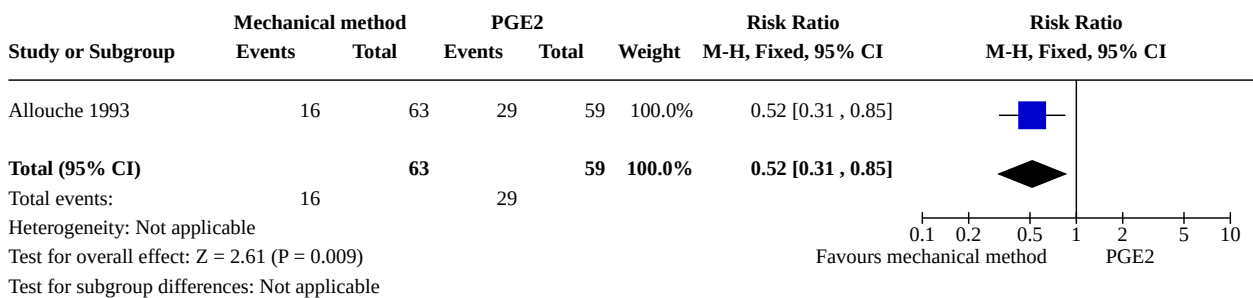 Mechanical method PGE2 Risk Ratio Risk Ratio
Study or Subgroup Events Total Events Total Weight M-H, Fixed, 95% CI M-H, Fixed, 95% CI
Allouche 1993 16 63 29 59 100.0% 0.52 [0.31 , 0.85]
Total (95% CI) 63 59 100.0% 0.52 [0.31 , 0.85]
Total events: 16 29
Heterogeneity: Not applicable
0.1 0.2 0.5 1 2 5 10
Test for overall effect: Z = 2.61 (P = 0.009) Favours mechanical method PGE2
Test for subgroup differences: Not applicable